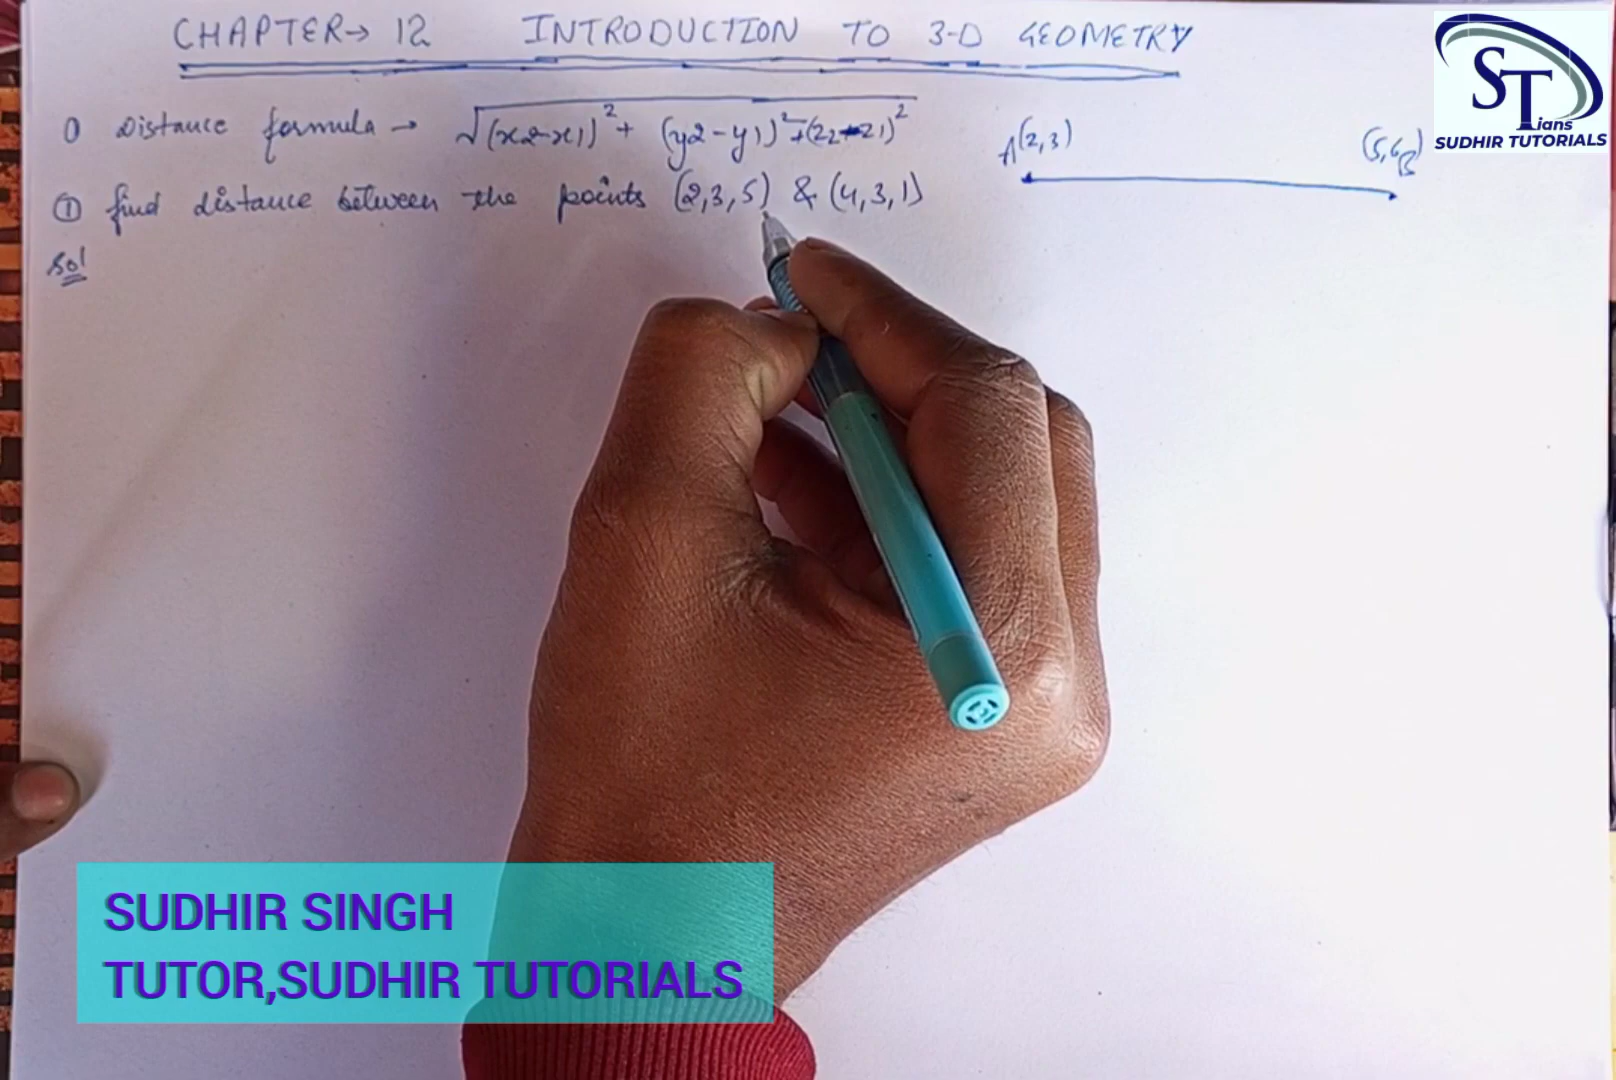 CHAPTER→ 12 INTRODUCTION TO 3-D GEOMETRY
1) Distance formula → √(x2-x1)² + (y2-y1)² + (z2-z1)²
A(2,3) (5,6)B
① find distance between the points (2,3,5) & (4,3,1)
Sol
ST
ians
SUDHIR TUTORIALS
SUDHIR SINGH
TUTOR,SUDHIR TUTORIALS